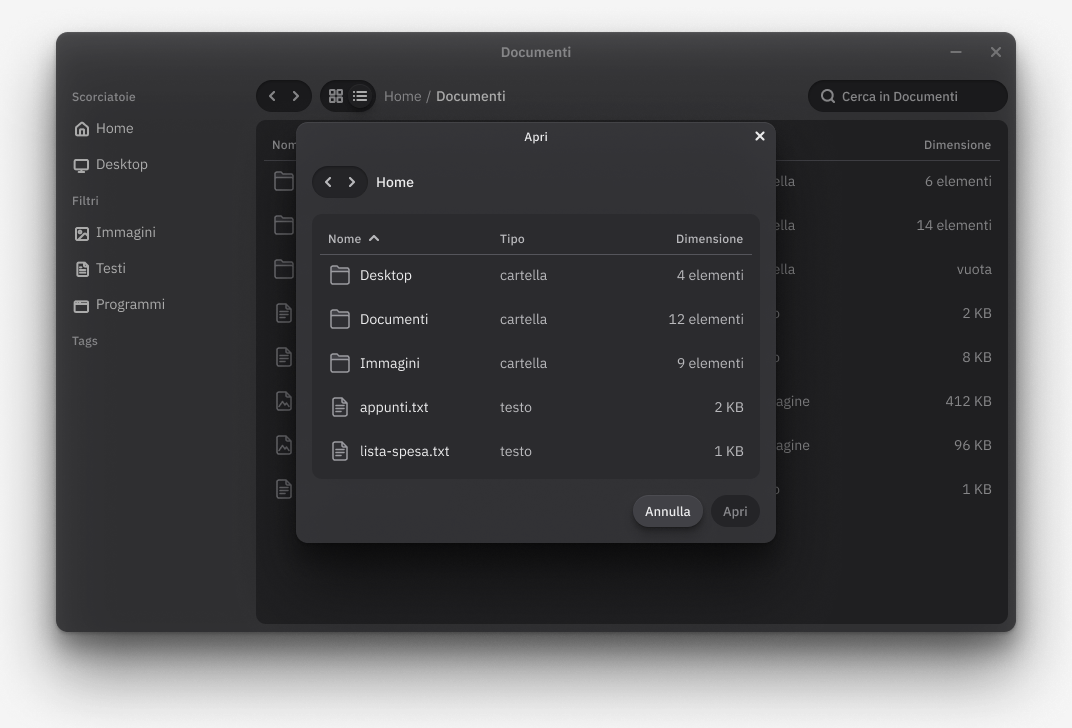 Documenti
Scorciatoie
Home
Desktop
Filtri
Immagini
Testi
Programmi
Tags
Home / Documenti
Cerca in Documenti
Dimensione
6 elementi
14 elementi
vuota
2 KB
8 KB
412 KB
96 KB
1 KB
Apri
Home
Nome Tipo Dimensione
Desktop cartella 4 elementi
Documenti cartella 12 elementi
Immagini cartella 9 elementi
appunti.txt testo 2 KB
lista-spesa.txt testo 1 KB
Annulla Apri